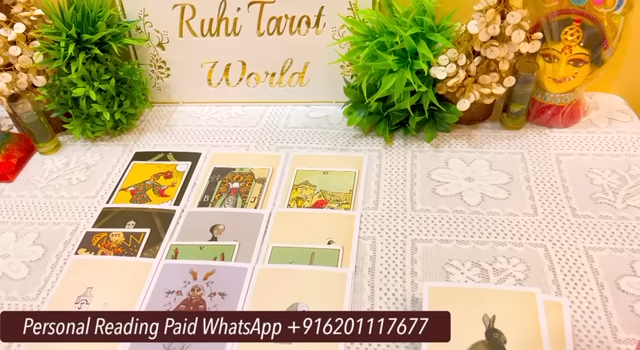 Ruhi Tarot
World
B
J
V
Personal Reading Paid WhatsApp +916201117677